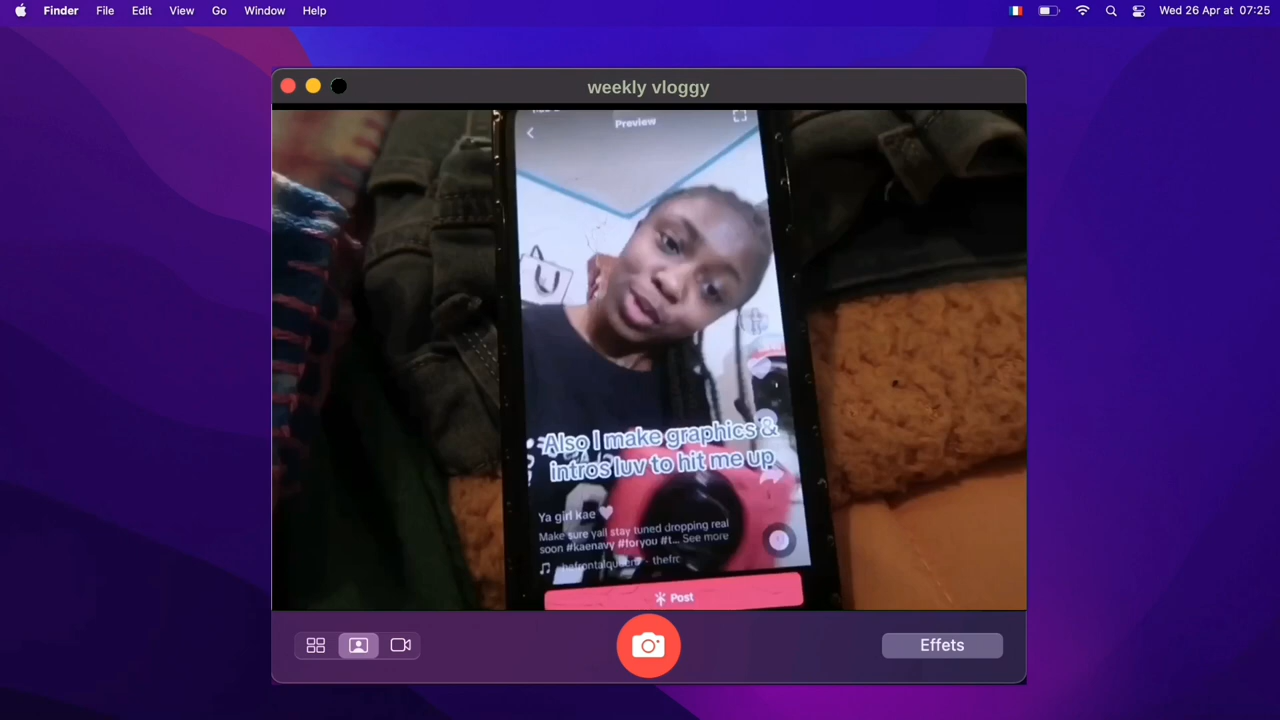 Finder File Edit View Go Window Help Wed 26 Apr at 07:25
weekly vloggy
Preview
Also I make graphics &
intros luv to hit me up
Ya girl kae
Make sure yall stay tuned dropping real
soon #kaenavy #foryou #t... See more
Post
Effets